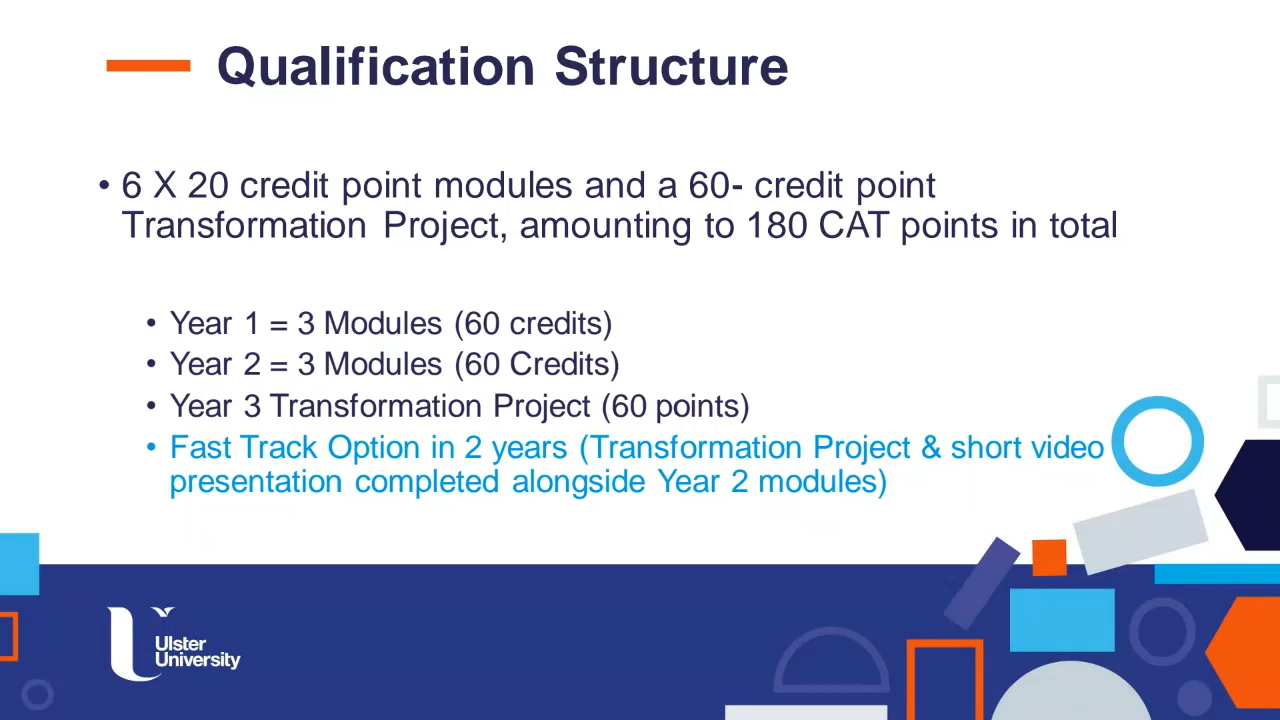 Qualification Structure
• 6 X 20 credit point modules and a 60- credit point
Transformation Project, amounting to 180 CAT points in total
• Year 1 = 3 Modules (60 credits)
• Year 2 = 3 Modules (60 Credits)
• Year 3 Transformation Project (60 points)
• Fast Track Option in 2 years (Transformation Project & short video
presentation completed alongside Year 2 modules)
Ulster
University